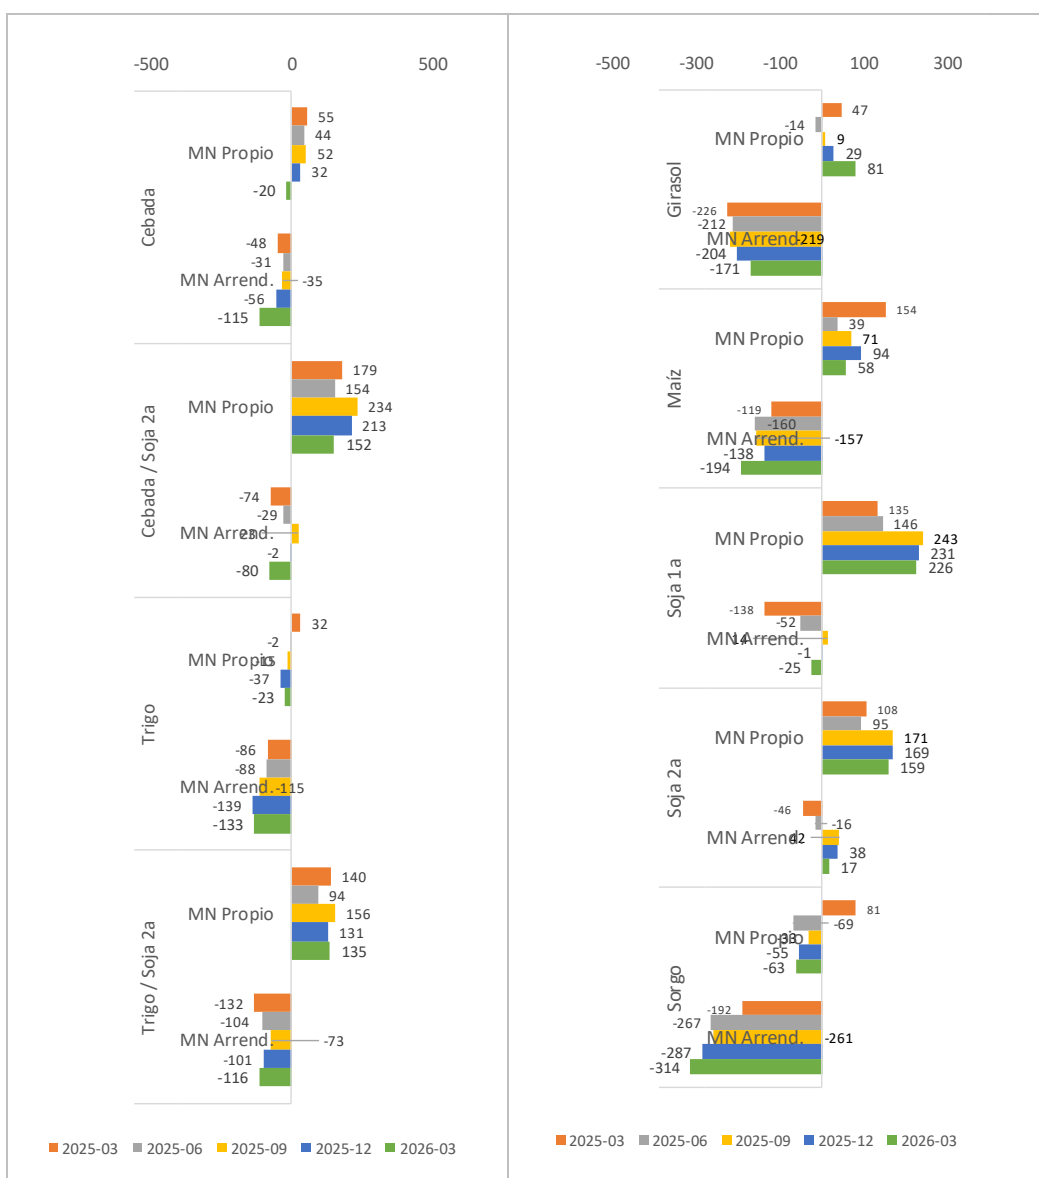 -500 0 500
Cebada
MN Propio
55
44
52
32
-20
MN Arrend.
-48
-31
-35
-56
-115
Cebada / Soja 2a
MN Propio
179
154
234
213
152
MN Arrend.
-74
-29
23
-2
-80
Trigo
MN Propio
32
-2
-15
-37
-23
MN Arrend.
-86
-88
-115
-139
-133
Trigo / Soja 2a
MN Propio
140
94
156
131
135
MN Arrend.
-132
-104
-73
-101
-116
2025-03 2025-06 2025-09 2025-12 2026-03
-500 -300 -100 100 300
Girasol
MN Propio
47
-14
9
29
81
MN Arrend.
-226
-212
-219
-204
-171
Maíz
MN Propio
154
39
71
94
58
MN Arrend.
-119
-160
-157
-138
-194
Soja 1a
MN Propio
135
146
243
231
226
MN Arrend.
-138
-52
14
-1
-25
Soja 2a
MN Propio
108
95
171
169
159
MN Arrend.
-46
-16
42
38
17
Sorgo
MN Propio
81
-69
-33
-55
-63
MN Arrend.
-192
-267
-261
-287
-314
2025-03 2025-06 2025-09 2025-12 2026-03